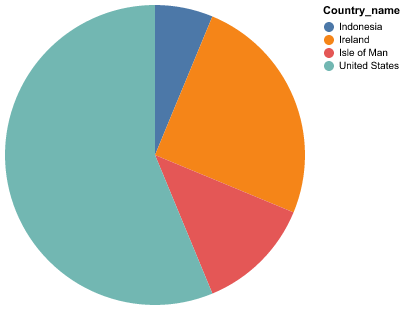 Country_name
Indonesia
Ireland
Isle of Man
United States